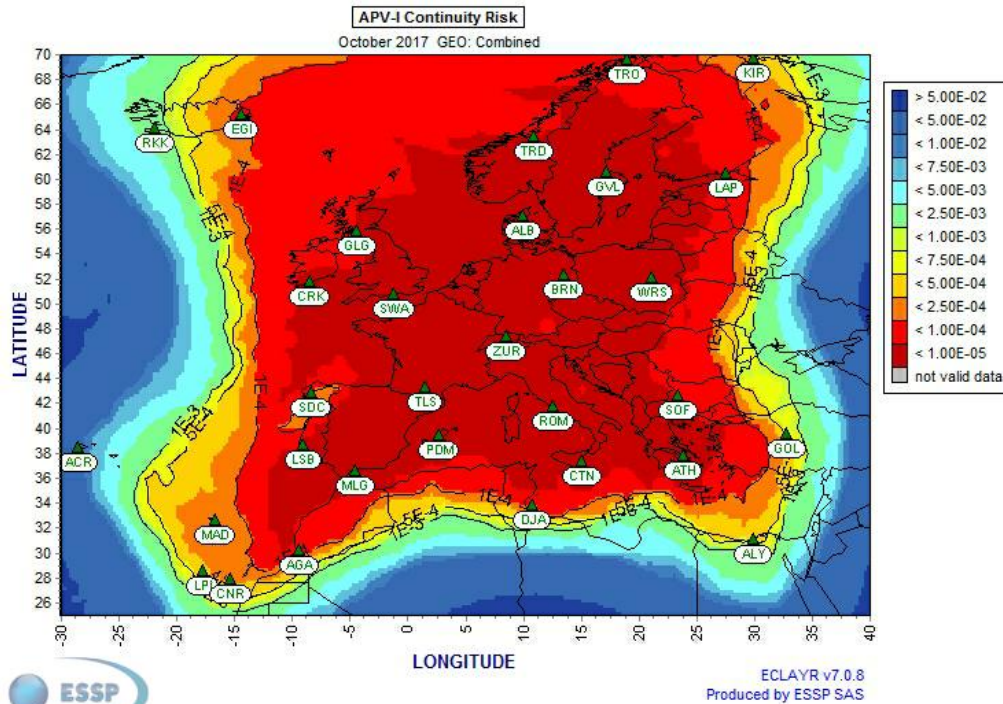 APV-I Continuity Risk
October 2017 GEO: Combined
70
68
66
64
62
60
58
56
54
52
50
48
46
44
42
40
38
36
34
32
30
28
26
LATITUDE
TRO
KIR
EGI
RKK
TRD
GVL
LAP
ALB
GLG
CRK
SWA
BRN
WRS
ZUR
SDC
TLS
SOF
ROM
ACR
LSB
PDM
MLG
CTN
ATH
GOL
MAD
DJA
ALY
AGA
CNR
1E-3
5E-4
1E-4
-30
-25
-20
-15
-10
-5
0
5
10
15
20
25
30
35
40
LONGITUDE
> 5.00E-02
< 5.00E-02
< 1.00E-02
< 7.50E-03
< 5.00E-03
< 2.50E-03
< 1.00E-03
< 7.50E-04
< 5.00E-04
< 2.50E-04
< 1.00E-04
< 1.00E-05
not valid data
ESSP
ECLAYR v7.0.8
Produced by ESSP SAS